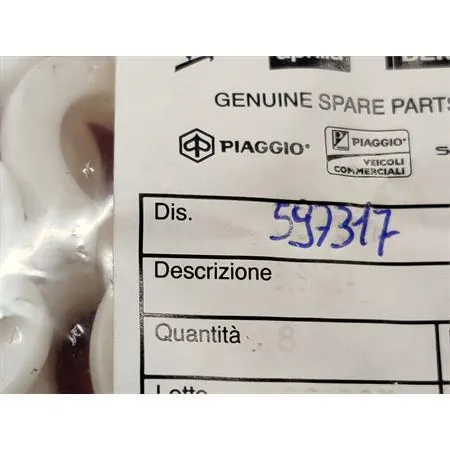 GENUINE SPARE PARTS
PIAGGIO
PIAGGIO
VEICOLI
COMMERCIALI
Dis. 597317
Descrizione
Quantità 8